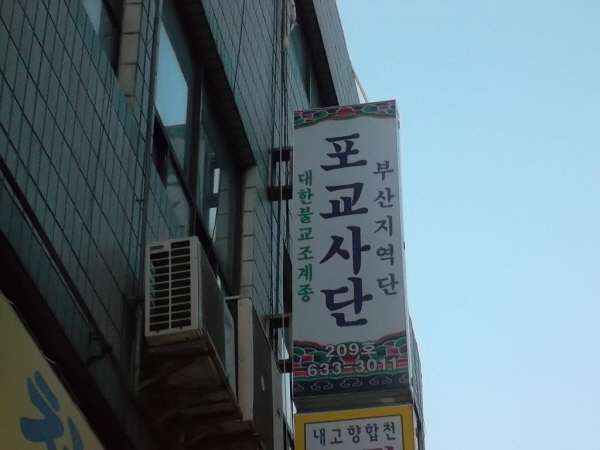 대한불교조계종
포교사단
부산지역단
209호
633-3011
내고향합천